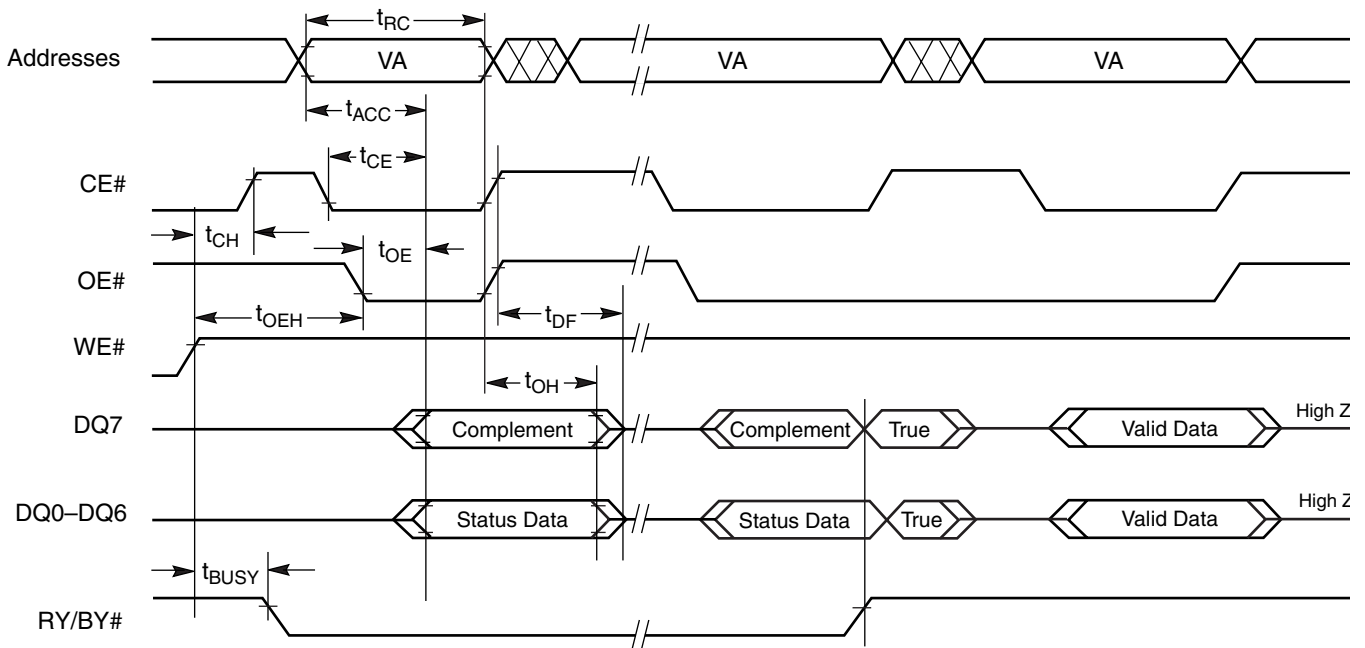 tRC
Addresses VA VA VA
tACC
tCE
CE#
tCH
tOE
OE#
tOEH tDF
WE#
tOH
DQ7 Complement Complement True Valid Data High Z
DQ0–DQ6 Status Data Status Data True Valid Data High Z
tBUSY
RY/BY#